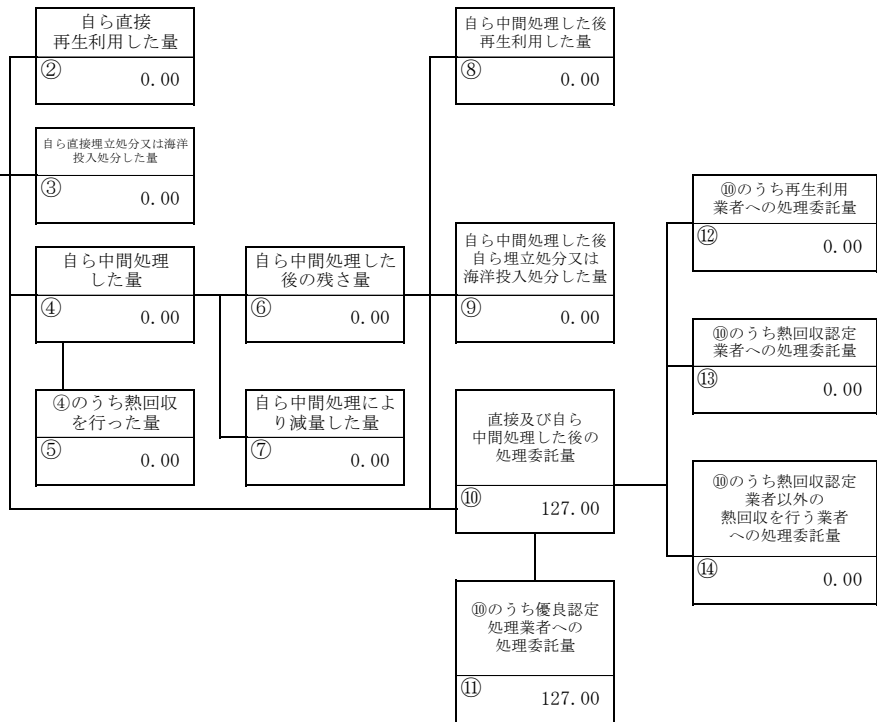 自ら直接
再生利用した量
②
0.00
自ら直接埋立処分又は海洋
投入処分した量
③
0.00
自ら中間処理
した量
④
0.00
④のうち熱回収
を行った量
⑤
0.00
自ら中間処理した
後の残さ量
⑥
0.00
自ら中間処理によ
り減量した量
⑦
0.00
自ら中間処理した後
再生利用した量
⑧
0.00
自ら中間処理した後
自ら埋立処分又は
海洋投入処分した量
⑨
0.00
直接及び自ら
中間処理した後の
処理委託量
⑩
127.00
⑩のうち優良認定
処理業者への
処理委託量
⑪
127.00
⑩のうち再生利用
業者への処理委託量
⑫
0.00
⑩のうち熱回収認定
業者への処理委託量
⑬
0.00
⑩のうち熱回収認定
業者以外の
熱回収を行う業者
への処理委託量
⑭
0.00